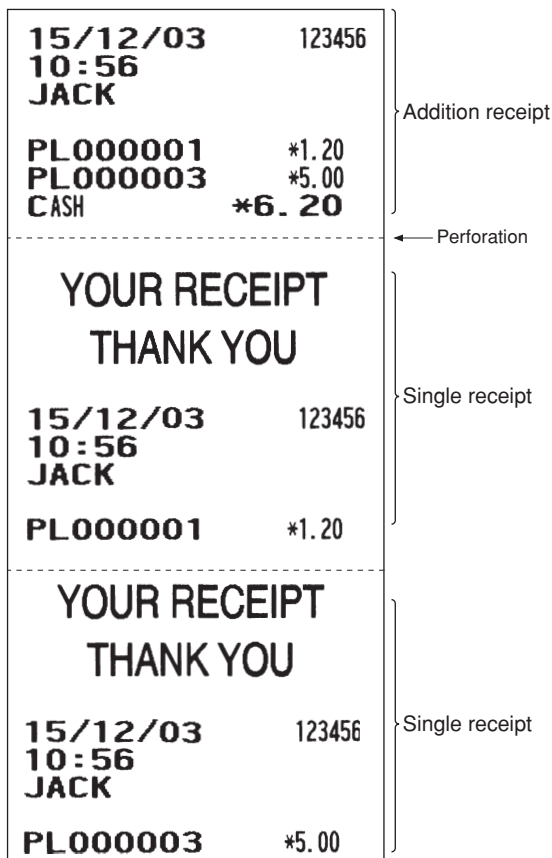 15/12/03 123456
10:56
JACK
PL000001 *1.20
PL000003 *5.00
CASH *6.20
Addition receipt
Perforation
YOUR RECEIPT
THANK YOU
15/12/03 123456
10:56
JACK
PL000001 *1.20
Single receipt
YOUR RECEIPT
THANK YOU
15/12/03 123456
10:56
JACK
PL000003 *5.00
Single receipt